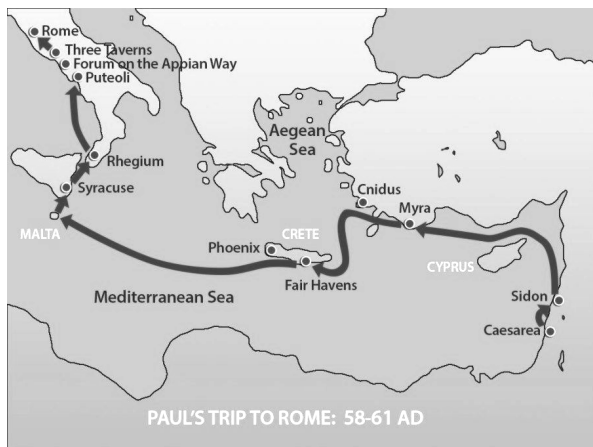 Rome
Three Taverns
Forum on the Appian Way
Puteoli
Aegean
Sea
Rhegium
Cnidus
Syracuse
Myra
MALTA
Phoenix
CRETE
CYPRUS
Fair Havens
Mediterranean Sea
Sidon
Caesarea
PAUL'S TRIP TO ROME: 58-61 AD